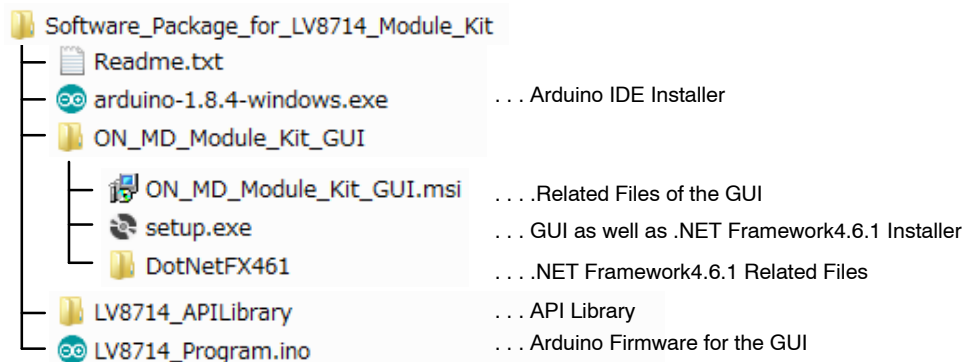 Software_Package_for_LV8714_Module_Kit
Readme.txt
arduino-1.8.4-windows.exe . . . Arduino IDE Installer
ON_MD_Module_Kit_GUI
ON_MD_Module_Kit_GUI.msi . . . .Related Files of the GUI
setup.exe . . . GUI as well as .NET Framework4.6.1 Installer
DotNetFX461 . . . .NET Framework4.6.1 Related Files
LV8714_APILibrary . . . API Library
LV8714_Program.ino . . . Arduino Firmware for the GUI